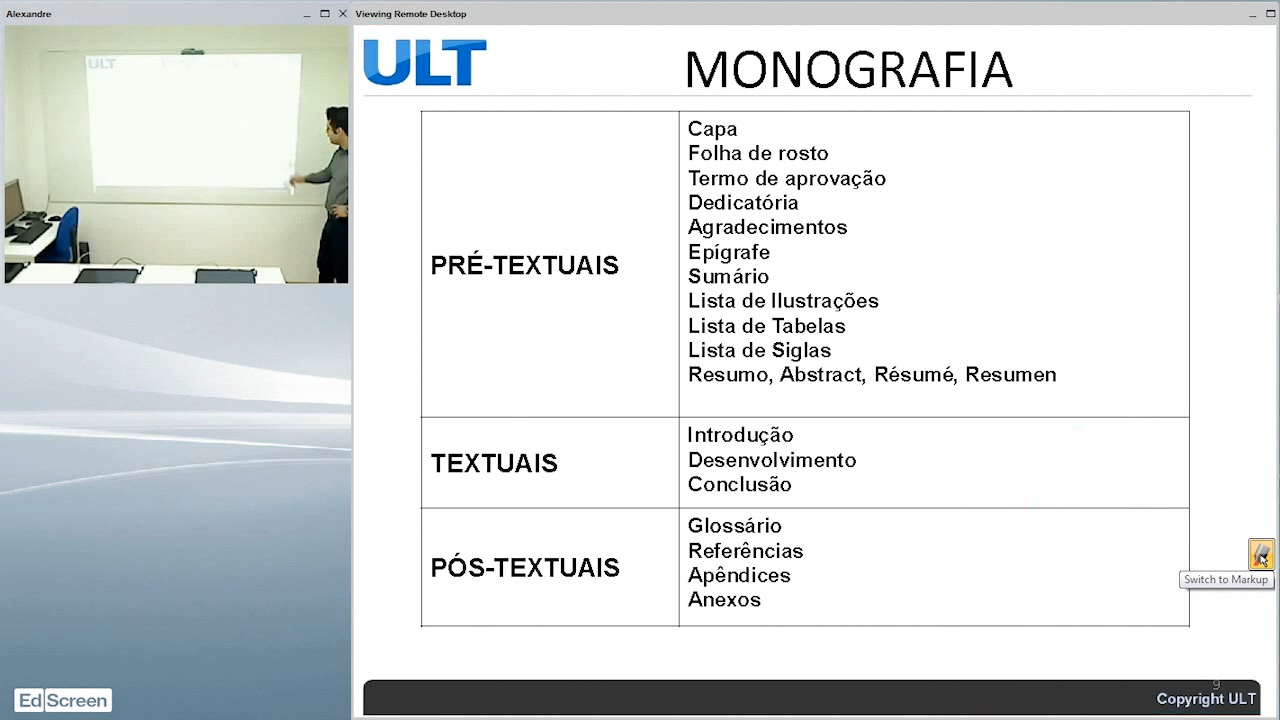 Alexandre
Viewing Remote Desktop
ULT
ULT
MONOGRAFIA
PRÉ-TEXTUAIS
Capa
Folha de rosto
Termo de aprovação
Dedicatória
Agradecimentos
Epígrafe
Sumário
Lista de Ilustrações
Lista de Tabelas
Lista de Siglas
Resumo, Abstract, Résumé, Resumen
TEXTUAIS
Introdução
Desenvolvimento
Conclusão
PÓS-TEXTUAIS
Glossário
Referências
Apêndices
Anexos
Switch to Markup
9
Copyright ULT
EdScreen